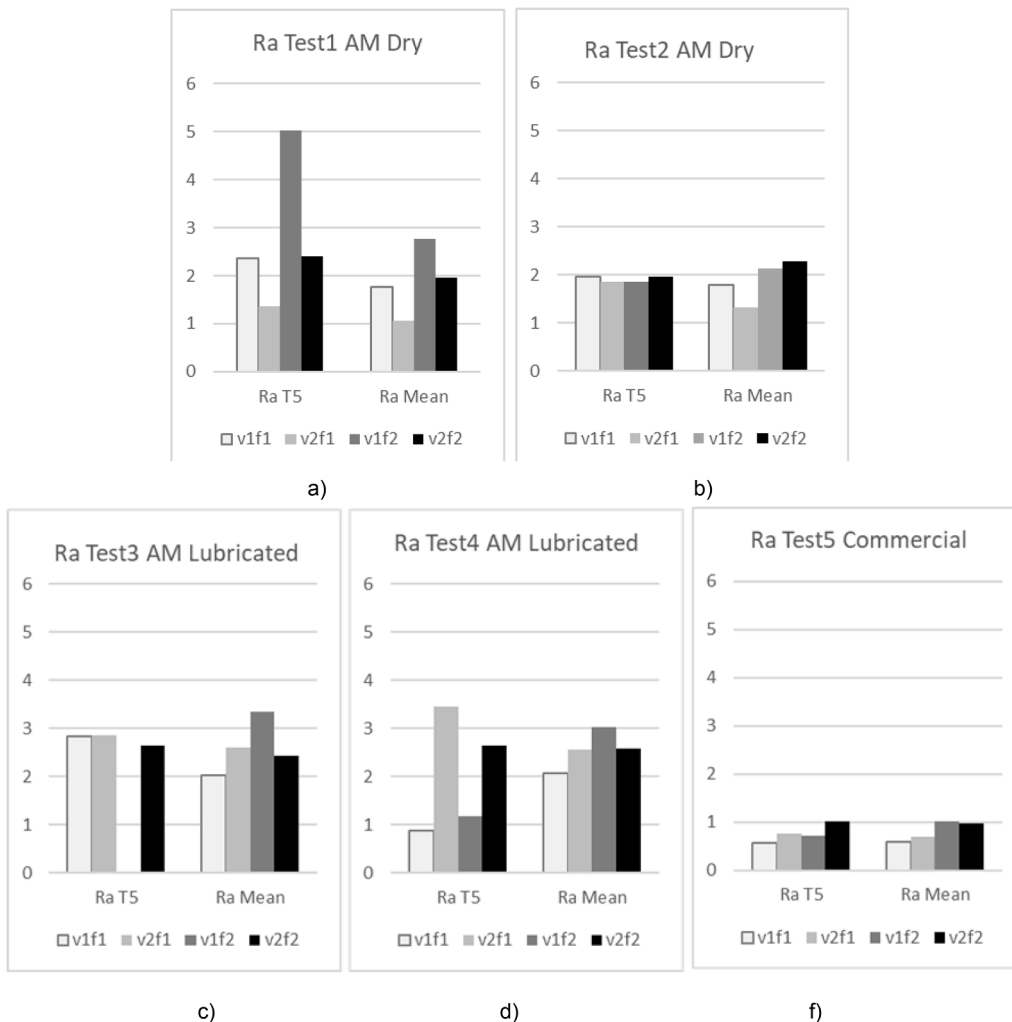 Ra Test1 AM Dry
6
5
4
3
2
1
0
Ra T5 Ra Mean
v1f1 v2f1 v1f2 v2f2
a)
Ra Test2 AM Dry
6
5
4
3
2
1
0
Ra T5 Ra Mean
v1f1 v2f1 v1f2 v2f2
b)
Ra Test3 AM Lubricated
6
5
4
3
2
1
0
Ra T5 Ra Mean
v1f1 v2f1 v1f2 v2f2
c)
Ra Test4 AM Lubricated
6
5
4
3
2
1
0
Ra T5 Ra Mean
v1f1 v2f1 v1f2 v2f2
d)
Ra Test5 Commercial
6
5
4
3
2
1
0
Ra T5 Ra Mean
v1f1 v2f1 v1f2 v2f2
f)